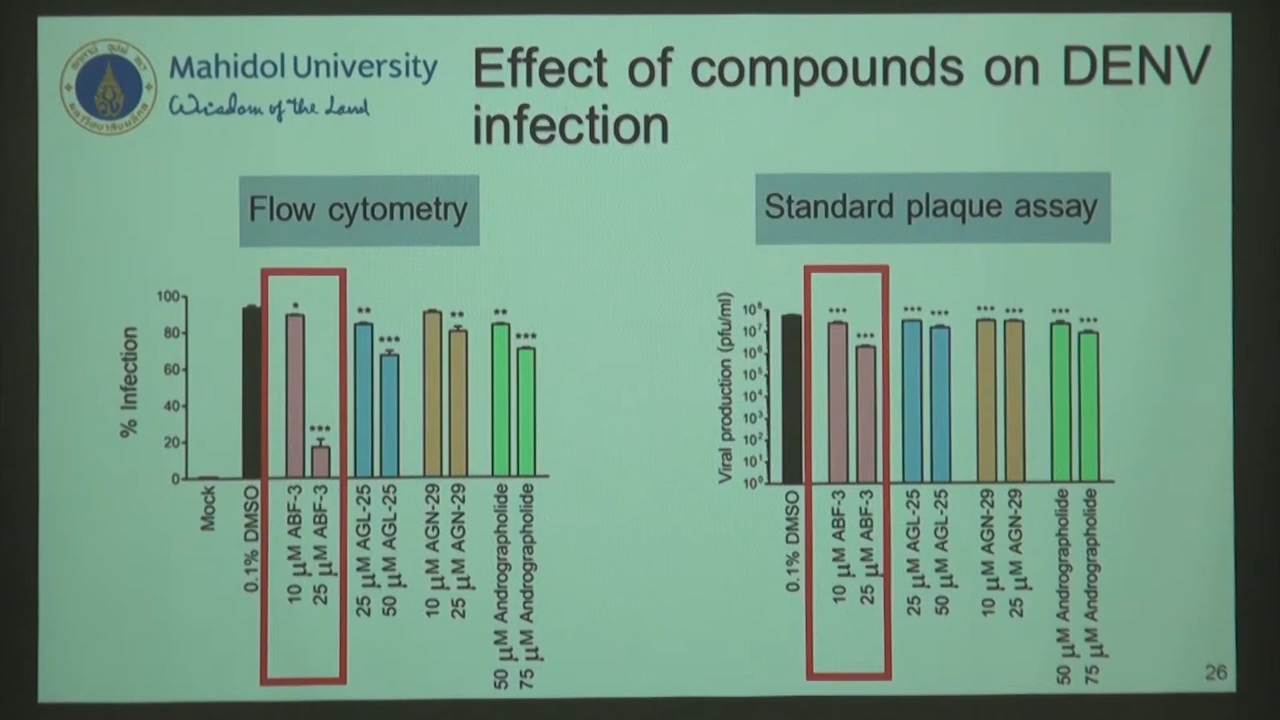 Mahidol University
Wisdom of the Land
Effect of compounds on DENV
infection
Flow cytometry
Standard plaque assay
% Infection
100
80
60
40
20
0
*
***
**
***
**
**
***
Mock
0.1% DMSO
10 μM ABF-3
25 μM ABF-3
25 μM AGL-25
50 μM AGL-25
10 μM AGN-29
25 μM AGN-29
50 μM Andrographolide
75 μM Andrographolide
Viral production (pfu/ml)
10⁸
10⁷
10⁶
10⁵
10⁴
10³
10²
10¹
10⁰
***
***
***
***
***
***
***
***
0.1% DMSO
10 μM ABF-3
25 μM ABF-3
25 μM AGL-25
50 μM AGL-25
10 μM AGN-29
25 μM AGN-29
50 μM Andrographolide
75 μM Andrographolide
26